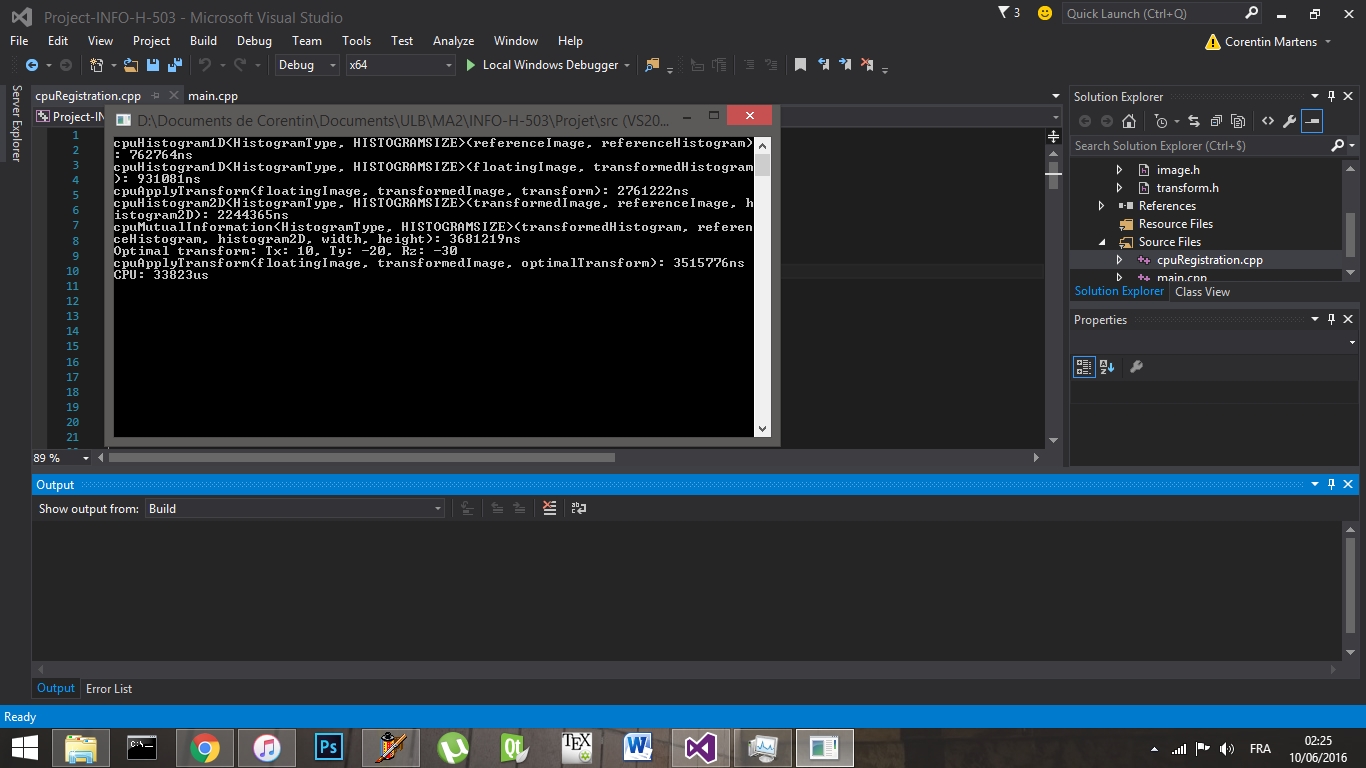 Project-INFO-H-503 - Microsoft Visual Studio
3
Quick Launch (Ctrl+Q)
File Edit View Project Build Debug Team Tools Test Analyze Window Help
Corentin Martens
Debug x64 Local Windows Debugger
Server Explorer
cpuRegistration.cpp main.cpp
Project-IN
D:\Documents de Corentin\Documents\ULB\MA2\INFO-H-503\Projet\src (VS20...
cpuHistogram1D<HistogramType, HISTOGRAMSIZE>(referenceImage, referenceHistogram)
: 762764ns
cpuHistogram1D<HistogramType, HISTOGRAMSIZE>(floatingImage, transformedHistogram
): 931081ns
cpuApplyTransform(floatingImage, transformedImage, transform): 2761222ns
cpuHistogram2D<HistogramType, HISTOGRAMSIZE>(transformedImage, referenceImage, h
istogram2D): 2244365ns
cpuMutualInformation<HistogramType, HISTOGRAMSIZE>(transformedHistogram, referen
ceHistogram, histogram2D, width, height): 3681219ns
Optimal transform: Tx: 10, Ty: -20, Rz: -30
cpuApplyTransform(floatingImage, transformedImage, optimalTransform): 3515776ns
CPU: 33823us
1
2
3
4
5
6
7
8
9
10
11
12
13
14
15
16
17
18
19
20
21
89 %
Solution Explorer
Search Solution Explorer (Ctrl+$)
image.h
transform.h
References
Resource Files
Source Files
cpuRegistration.cpp
main.cpp
Solution Explorer Class View
Properties
Output
Show output from: Build
Output Error List
Ready
FRA
02:25
10/06/2016